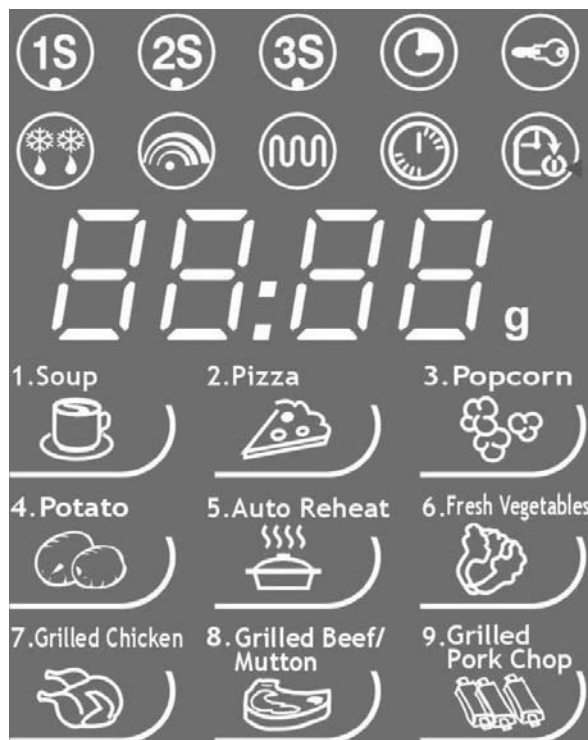 1S 2S 3S
88:88 g
1.Soup 2.Pizza 3.Popcorn
4.Potato 5.Auto Reheat 6.Fresh Vegetables
7.Grilled Chicken 8.Grilled Beef/ 9.Grilled
Mutton Pork Chop